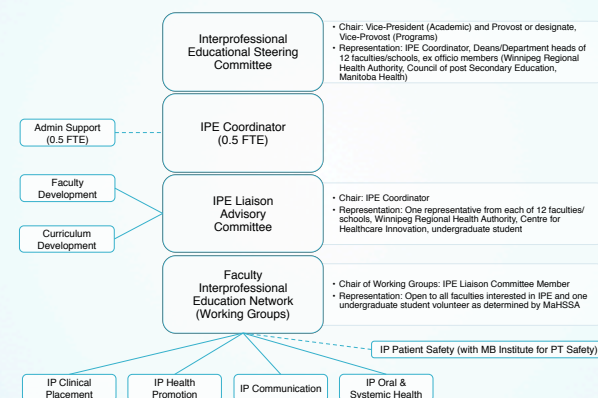 Interprofessional
Educational Steering
Committee
• Chair: Vice-President (Academic) and Provost or designate,
Vice-Provost (Programs)
• Representation: IPE Coordinator, Deans/Department heads of
12 faculties/schools, ex officio members (Winnipeg Regional
Health Authority, Council of post Secondary Education,
Manitoba Health)
Admin Support
(0.5 FTE)
IPE Coordinator
(0.5 FTE)
Faculty
Development
Curriculum
Development
IPE Liaison
Advisory
Committee
• Chair: IPE Coordinator
• Representation: One representative from each of 12 faculties/
schools, Winnipeg Regional Health Authority, Centre for
Healthcare Innovation, undergraduate student
Faculty
Interprofessional
Education Network
(Working Groups)
• Chair of Working Groups: IPE Liaison Committee Member
• Representation: Open to all faculties interested in IPE and one
undergraduate student volunteer as determined by MaHSSA
IP Patient Safety (with MB Institute for PT Safety)
IP Clinical
Placement
IP Health
Promotion
IP Communication
IP Oral &
Systemic Health